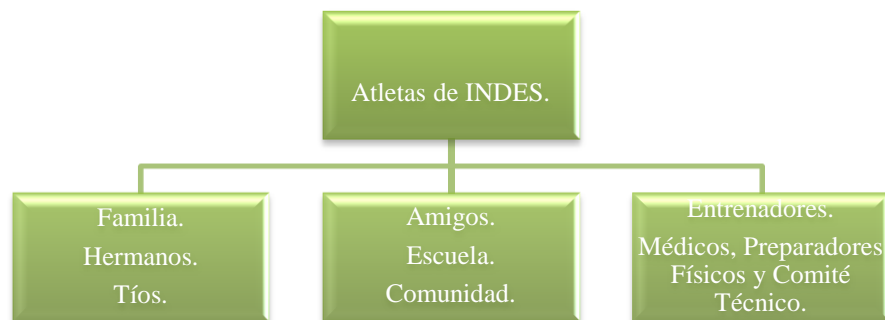 Atletas de INDES.
Familia.
Hermanos.
Tíos.
Amigos.
Escuela.
Comunidad.
Entrenadores.
Médicos, Preparadores
Físicos y Comité
Técnico.